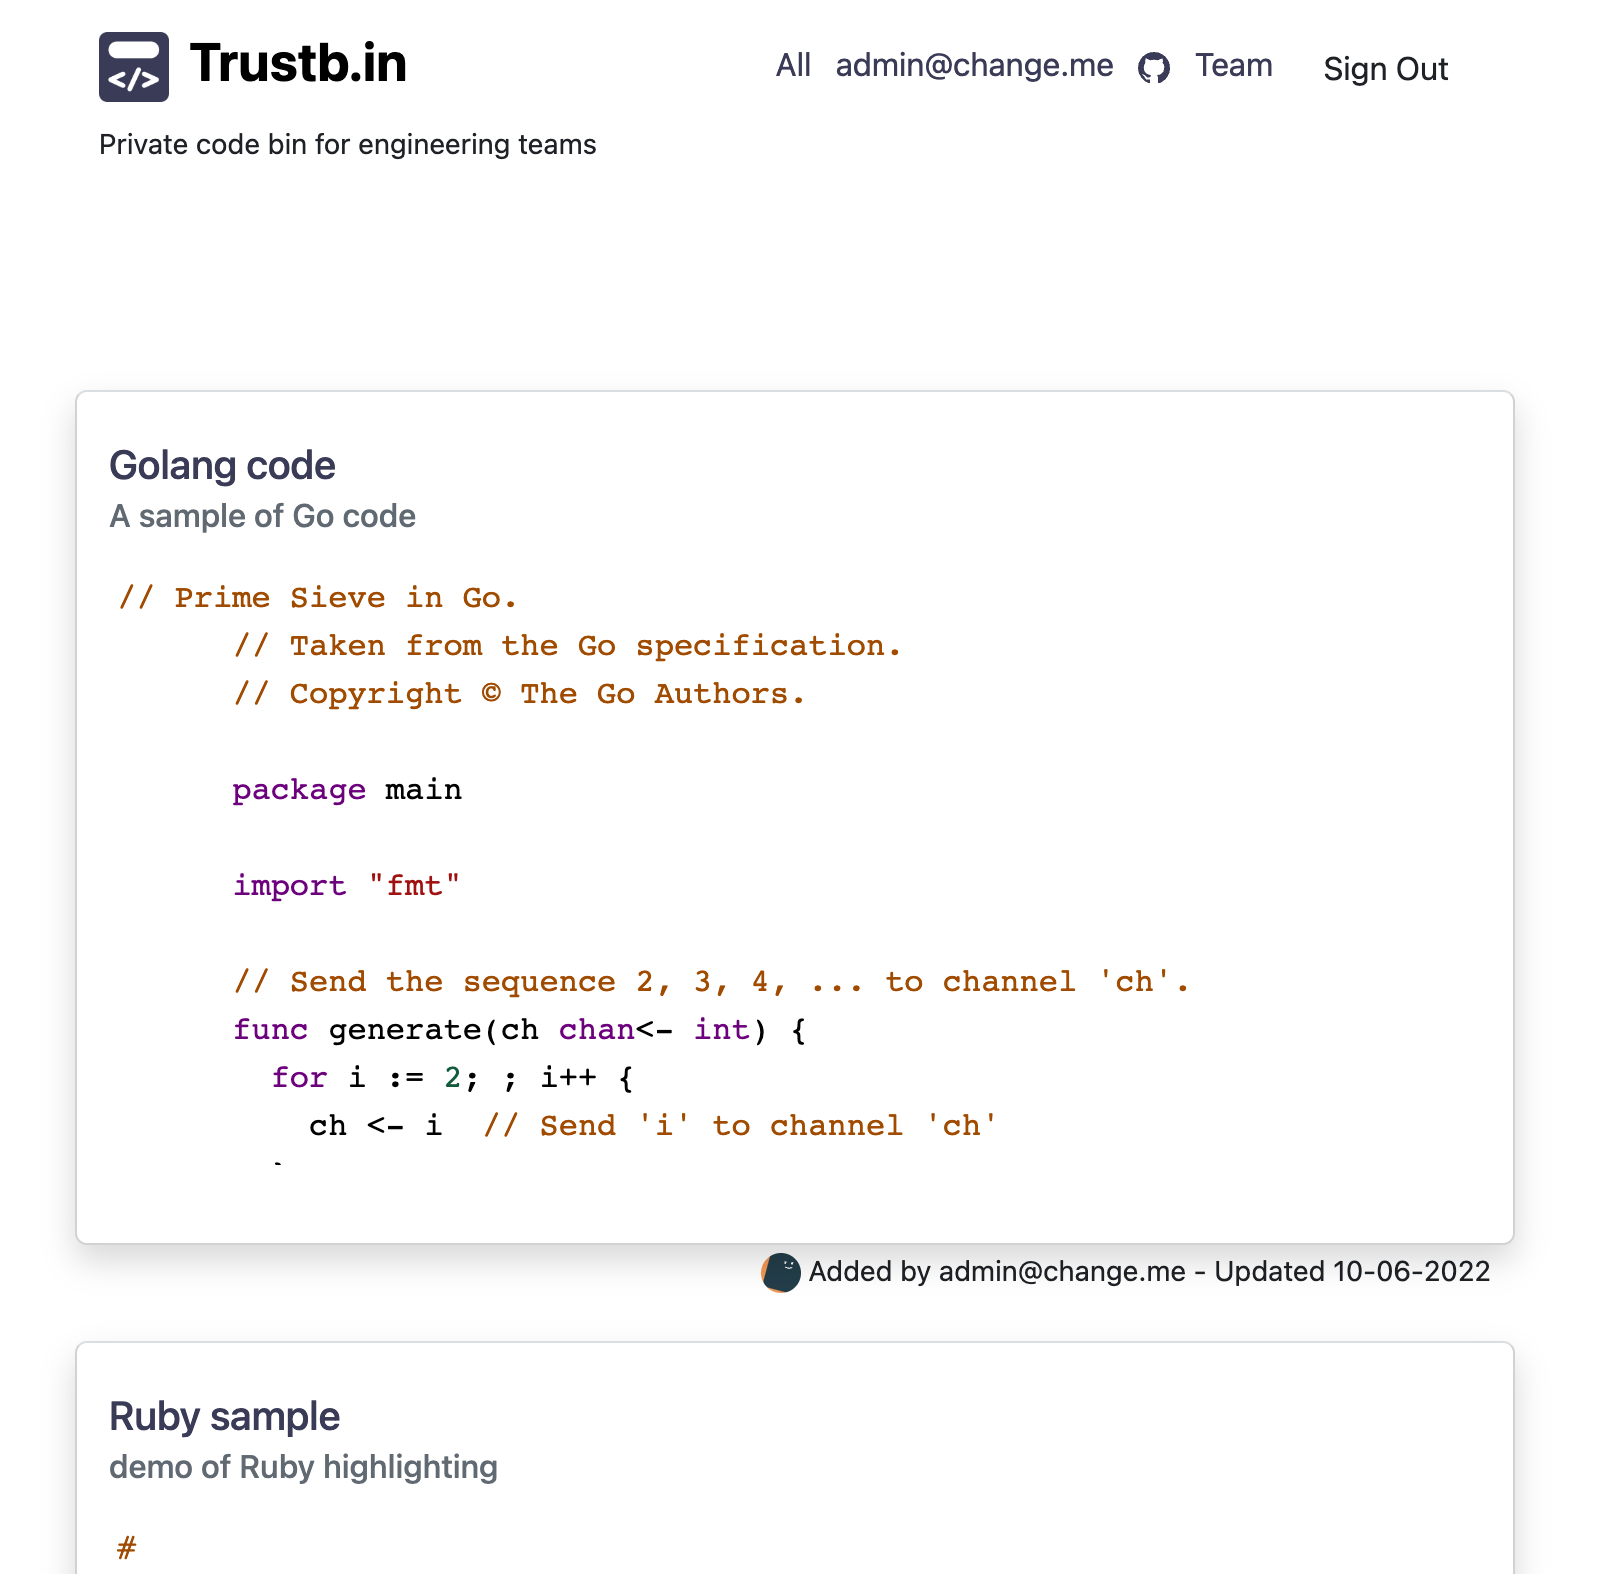 </> Trustb.in
All admin@change.me Team Sign Out
Private code bin for engineering teams
Golang code
A sample of Go code
// Prime Sieve in Go.
// Taken from the Go specification.
// Copyright © The Go Authors.
package main
import "fmt"
// Send the sequence 2, 3, 4, ... to channel 'ch'.
func generate(ch chan<- int) {
for i := 2; ; i++ {
ch <- i  // Send 'i' to channel 'ch'
Added by admin@change.me - Updated 10-06-2022
Ruby sample
demo of Ruby highlighting
#